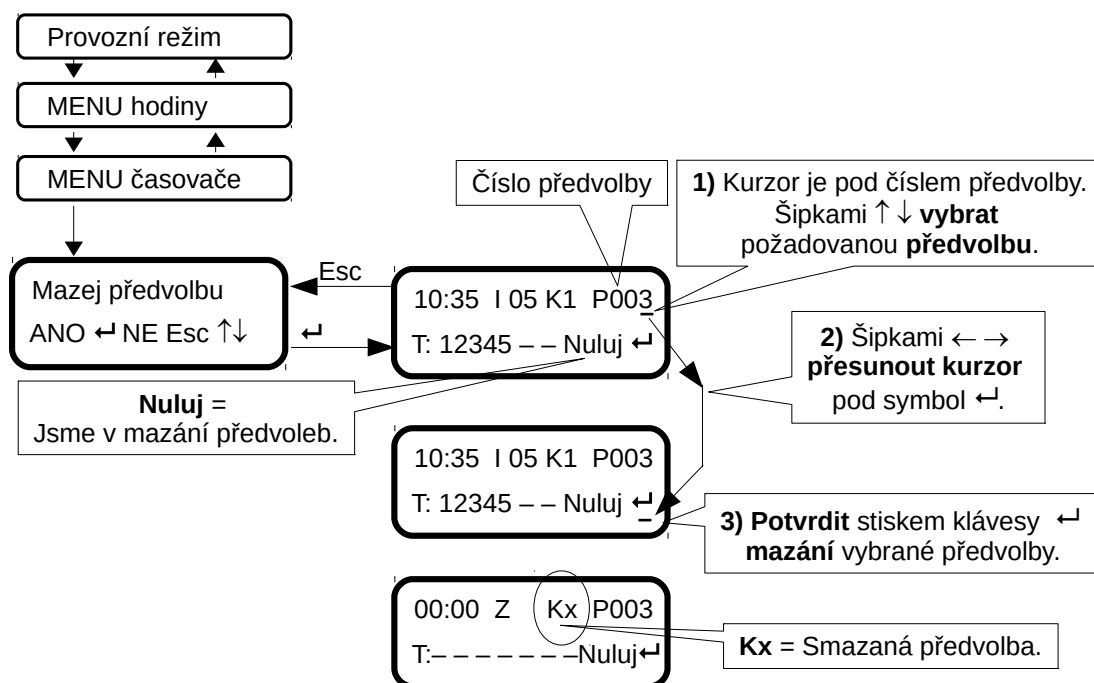 Provozní režim
MENU hodiny
MENU časovače
Číslo předvolby
1) Kurzor je pod číslem předvolby.
Šipkami ↑ ↓ vybrat
požadovanou předvolbu.
Mazej předvolbu
ANO ↵ NE Esc ↑↓
Esc
↵
10:35 I 05 K1 P003
T: 12345 – – Nuluj ↵
2) Šipkami ← →
přesunout kurzor
pod symbol ↵.
Nuluj =
Jsme v mazání předvoleb.
10:35 I 05 K1 P003
T: 12345 – – Nuluj ↵
3) Potvrdit stiskem klávesy ↵
mazání vybrané předvolby.
00:00 Z Kx P003
T:– – – – – – –Nuluj↵
Kx = Smazaná předvolba.